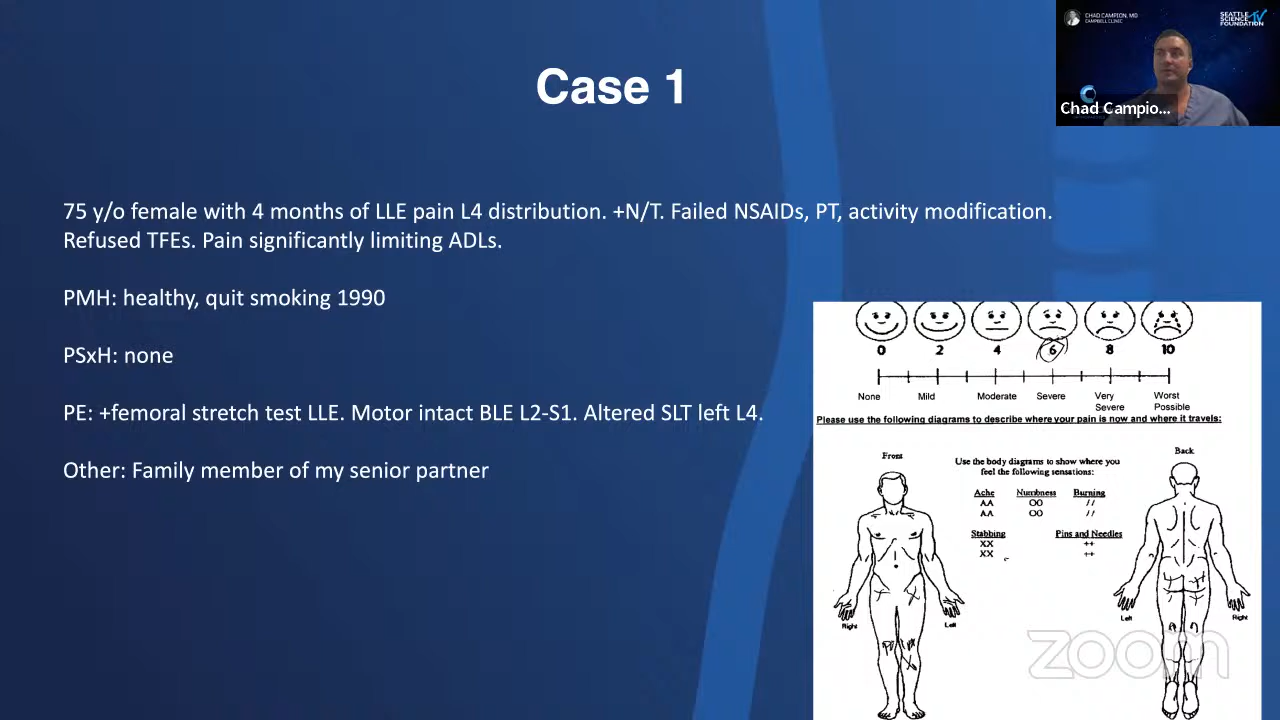 CHAD CAMPION, MD
CAMPBELL CLINIC
SEATTLE
SCIENCE TV
FOUNDATION
Chad Campio...
Case 1
75 y/o female with 4 months of LLE pain L4 distribution. +N/T. Failed NSAIDs, PT, activity modification.
Refused TFEs. Pain significantly limiting ADLs.
PMH: healthy, quit smoking 1990
PSxH: none
PE: +femoral stretch test LLE. Motor intact BLE L2-S1. Altered SLT left L4.
Other: Family member of my senior partner
0 2 4 6 8 10
None Mild Moderate Severe Very Severe Worst Possible
Please use the following diagrams to describe where your pain is now and where it travels:
Front
Back
Use the body diagrams to show where you
feel the following sensations:
Ache Numbness Burning
AA OO //
AA OO //
Stabbing Pins and Needles
XX ++
XX ++
Right Left
Left Right
zoom